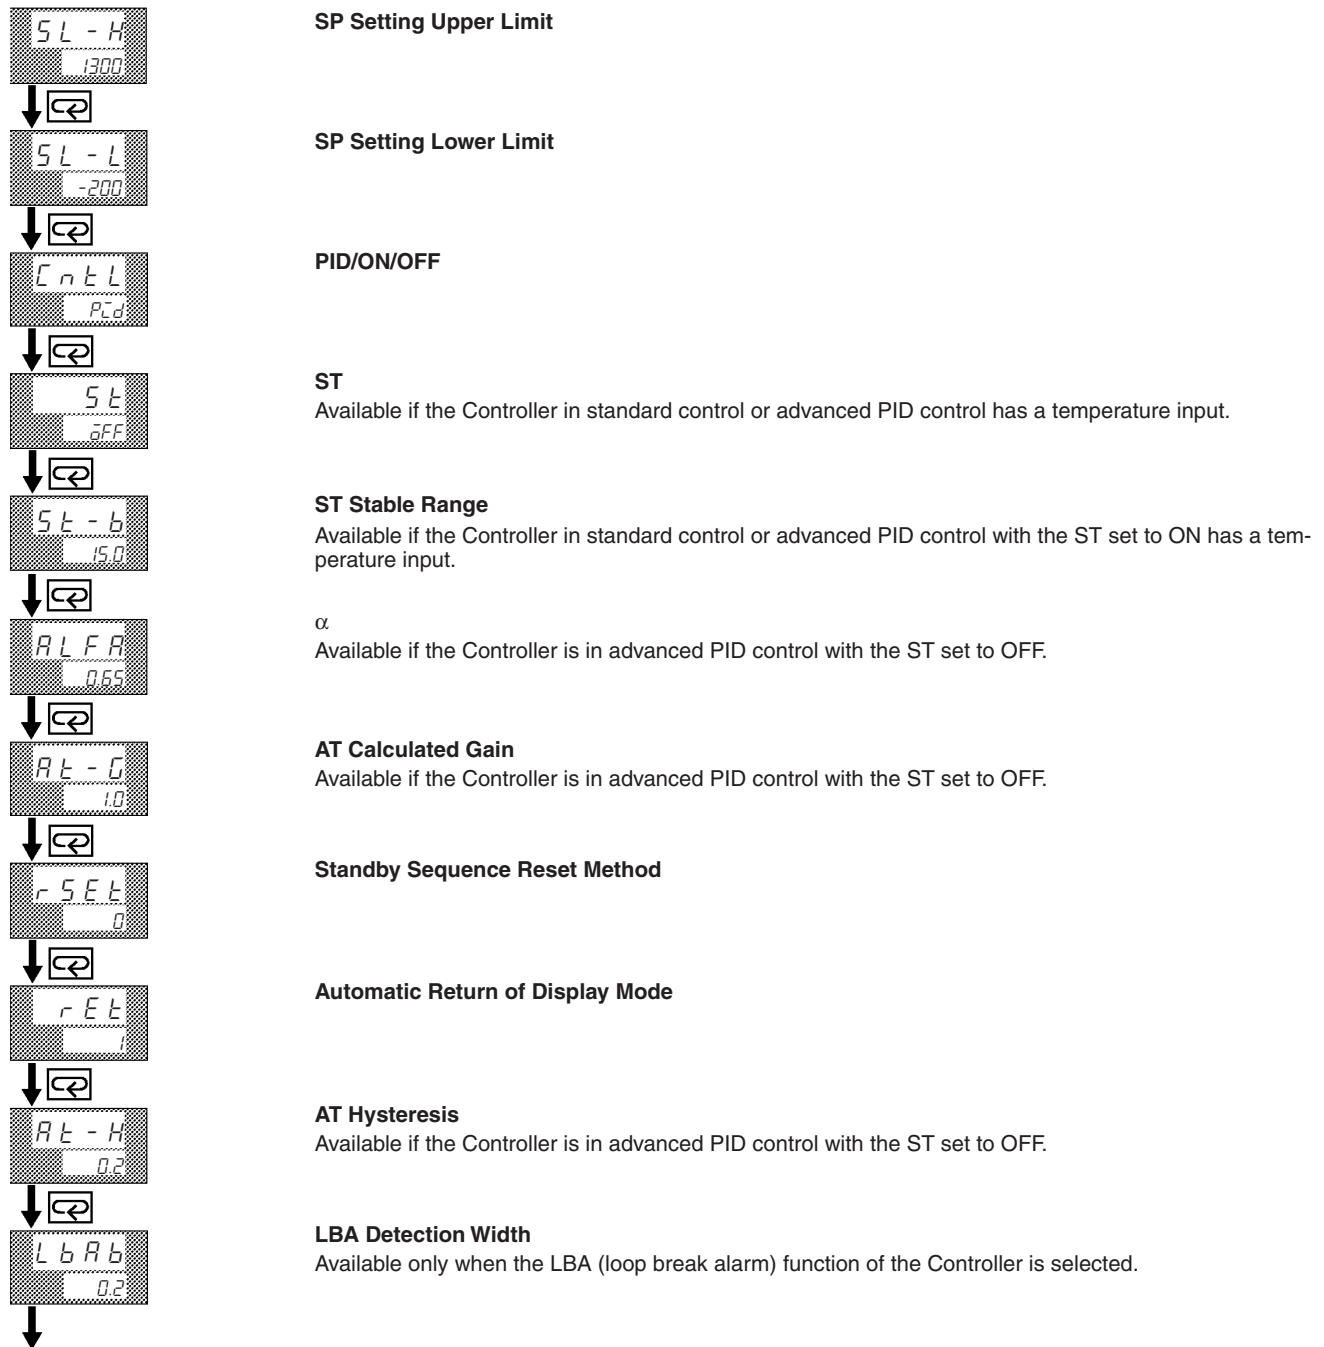 SL-H
SP Setting Upper Limit
1300
SL-L
SP Setting Lower Limit
-200
CntL
PID/ON/OFF
Pid
St
ST
Available if the Controller in standard control or advanced PID control has a temperature input.
oFF
St-b
ST Stable Range
Available if the Controller in standard control or advanced PID control with the ST set to ON has a tem-
perature input.
15.0
α
ALFA
Available if the Controller is in advanced PID control with the ST set to OFF.
0.65
At-G
AT Calculated Gain
Available if the Controller is in advanced PID control with the ST set to OFF.
1.0
rSEt
Standby Sequence Reset Method
0
rEt
Automatic Return of Display Mode
1
At-H
AT Hysteresis
Available if the Controller is in advanced PID control with the ST set to OFF.
0.2
LbAb
LBA Detection Width
Available only when the LBA (loop break alarm) function of the Controller is selected.
0.2